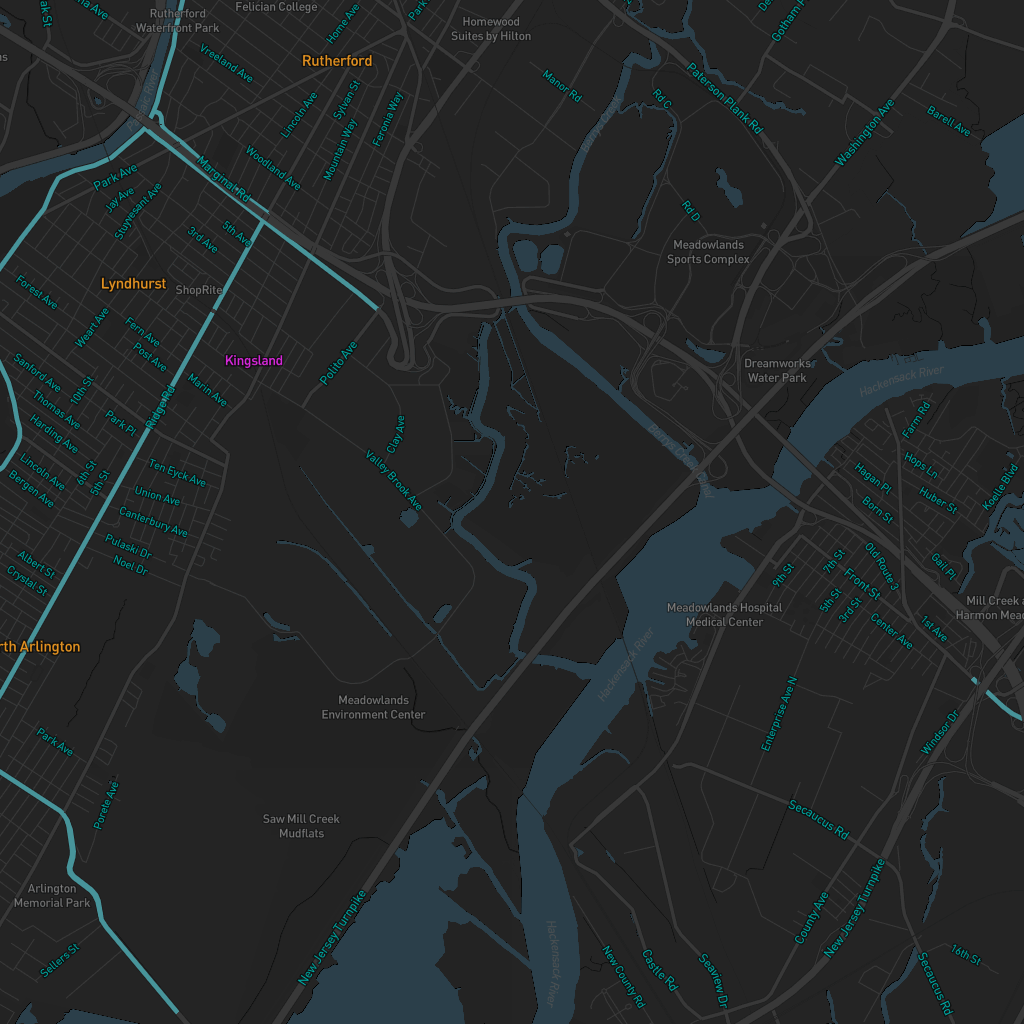 Felician College
Rutherford
Waterfront Park
Home Ave
Homewood
Suites by Hilton
Gotham P
Vreeland Ave
Rutherford
Manor Rd
Paterson Plank Rd
Rd C
Sylvan St
Lincoln Ave
Feronia Way
Mountain Way
Washington Ave
Barell Ave
Woodland Ave
Marginal Rd
Park Ave
Jay Ave
Stuyvesant Ave
5th Ave
3rd Ave
Rd D
Meadowlands
Sports Complex
Lyndhurst
ShopRite
Forest Ave
Weart Ave
Fern Ave
Post Ave
Kingsland
Polito Ave
Dreamworks
Water Park
Hackensack River
Sanford Ave
Thomas Ave
Harding Ave
10th St
Marin Ave
Ridge Rd
Park Pl
Clay Ave
Valley Brook Ave
Farm Rd
Hops Ln
Hagan Pl
Huber St
Koelle Blvd
Born St
Lincoln Ave
Bergen Ave
6th St
5th St
Ten Eyck Ave
Union Ave
Canterbury Ave
Pulaski Dr
Noel Dr
Albert St
Crystal St
Old Route 3
Gail Pl
9th St
7th St
Front St
5th St
3rd St
Center Ave
1st Ave
Mill Creek a
Harmon Mead
Meadowlands Hospital
Medical Center
rth Arlington
Hackensack River
Meadowlands
Environment Center
Enterprise Ave N
Windsor Dr
Park Ave
Porete Ave
Saw Mill Creek
Mudflats
Secaucus Rd
Arlington
Memorial Park
New Jersey Turnpike
County Ave
New Jersey Turnpike
Sellers St
Hackensack River
New County Rd
Castle Rd
Seaview Dr
Secaucus Rd
16th St